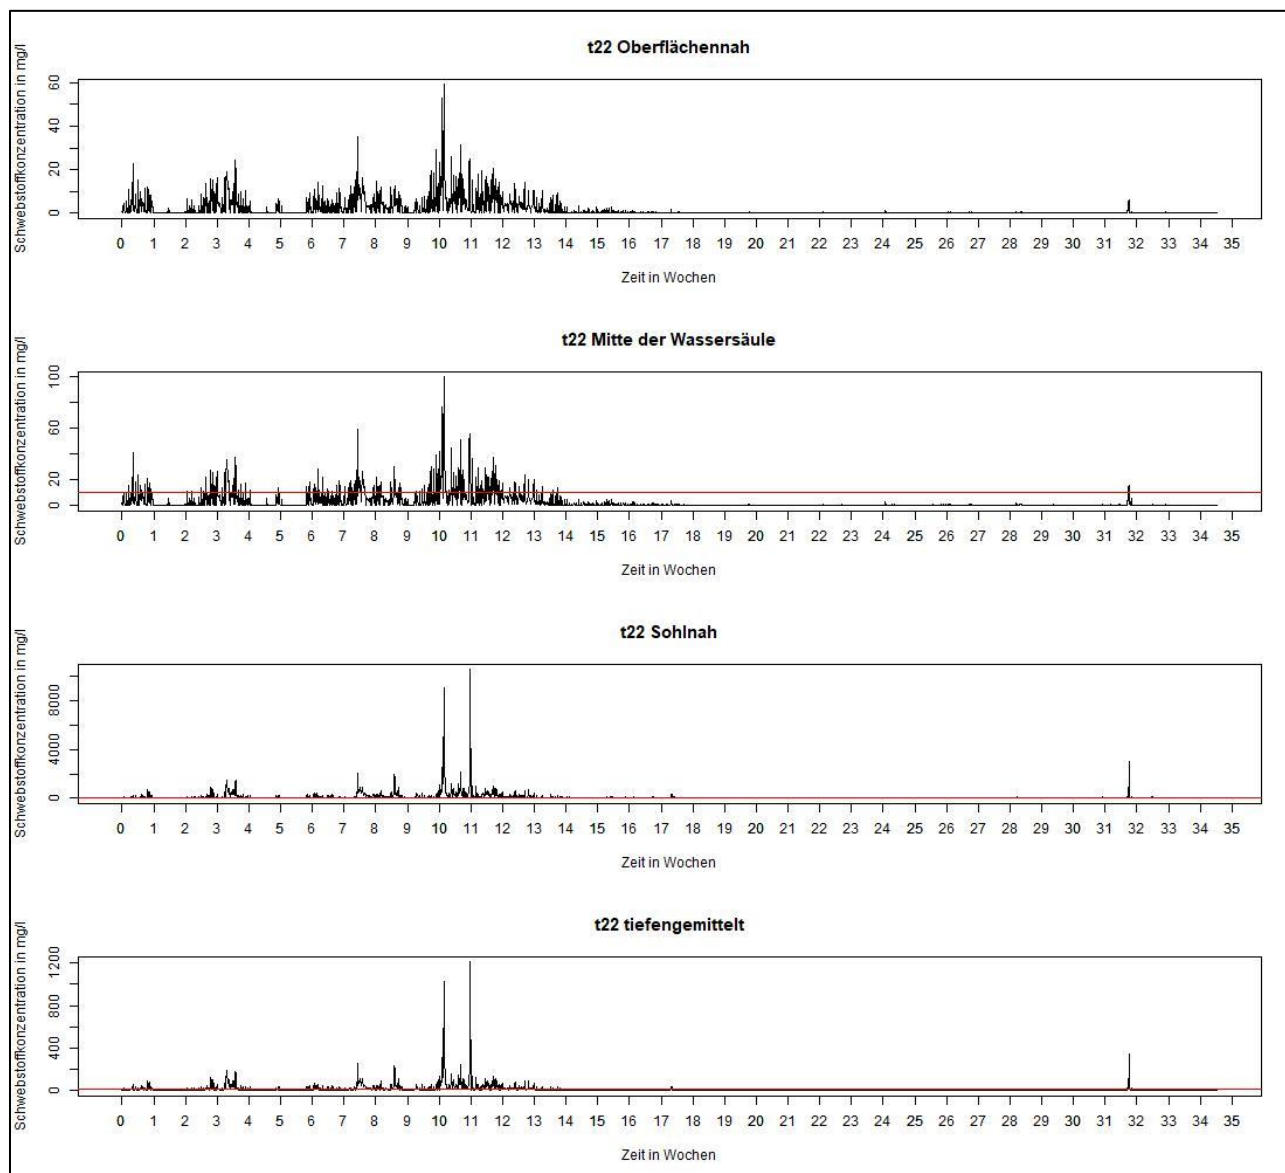 t22 Oberflächennah
Schwebstoffkonzentration in mg/l
60
40
20
0
0 1 2 3 4 5 6 7 8 9 10 11 12 13 14 15 16 17 18 19 20 21 22 23 24 25 26 27 28 29 30 31 32 33 34 35
Zeit in Wochen
t22 Mitte der Wassersäule
Schwebstoffkonzentration in mg/l
100
60
20
0
0 1 2 3 4 5 6 7 8 9 10 11 12 13 14 15 16 17 18 19 20 21 22 23 24 25 26 27 28 29 30 31 32 33 34 35
Zeit in Wochen
t22 Sohlnah
Schwebstoffkonzentration in mg/l
8000
4000
0
0 1 2 3 4 5 6 7 8 9 10 11 12 13 14 15 16 17 18 19 20 21 22 23 24 25 26 27 28 29 30 31 32 33 34 35
Zeit in Wochen
t22 tiefengemittelt
Schwebstoffkonzentration in mg/l
1200
800
400
0
0 1 2 3 4 5 6 7 8 9 10 11 12 13 14 15 16 17 18 19 20 21 22 23 24 25 26 27 28 29 30 31 32 33 34 35
Zeit in Wochen